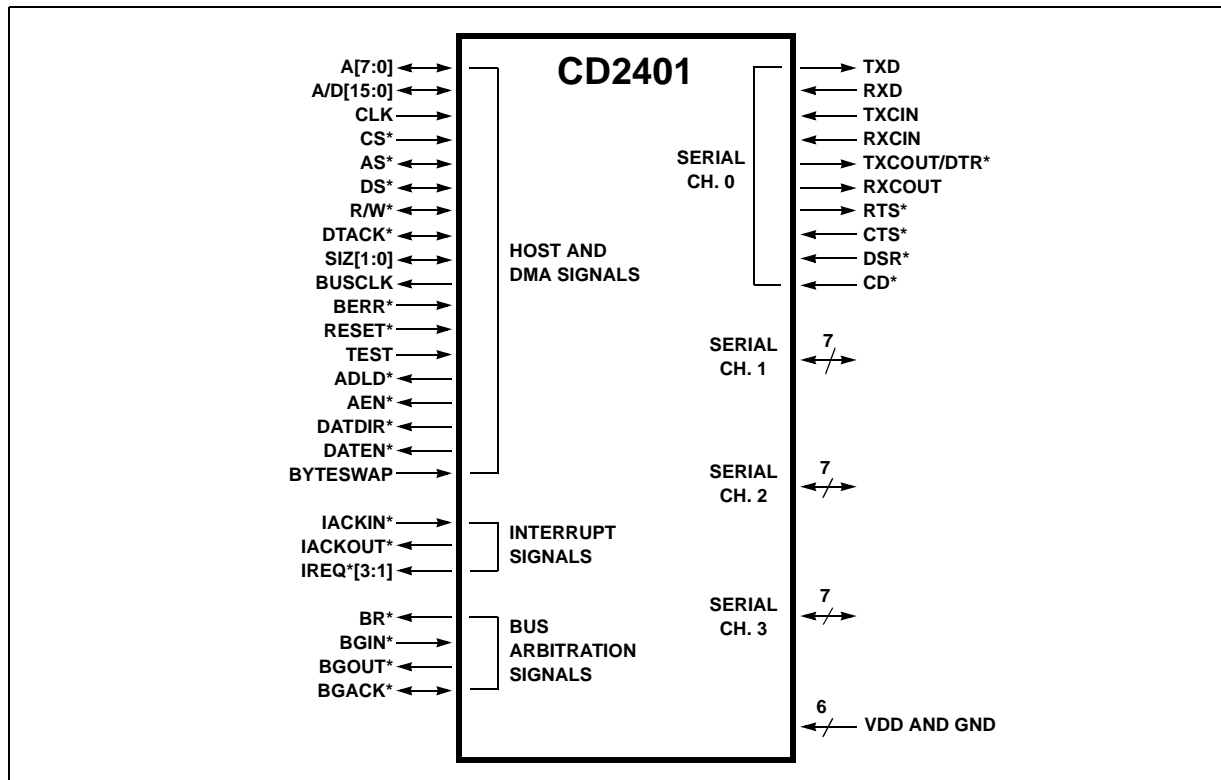 CD2401
A[7:0]
A/D[15:0]
CLK
CS*
AS*
DS*
R/W*
DTACK*
SIZ[1:0]
BUSCLK
BERR*
RESET*
TEST
ADLD*
AEN*
DATDIR*
DATEN*
BYTESWAP
HOST AND
DMA SIGNALS
IACKIN*
IACKOUT*
IREQ*[3:1]
INTERRUPT
SIGNALS
BR*
BGIN*
BGOUT*
BGACK*
BUS
ARBITRATION
SIGNALS
SERIAL
CH. 0
TXD
RXD
TXCIN
RXCIN
TXCOUT/DTR*
RXCOUT
RTS*
CTS*
DSR*
CD*
SERIAL
CH. 1
7
SERIAL
CH. 2
7
SERIAL
CH. 3
7
6
VDD AND GND